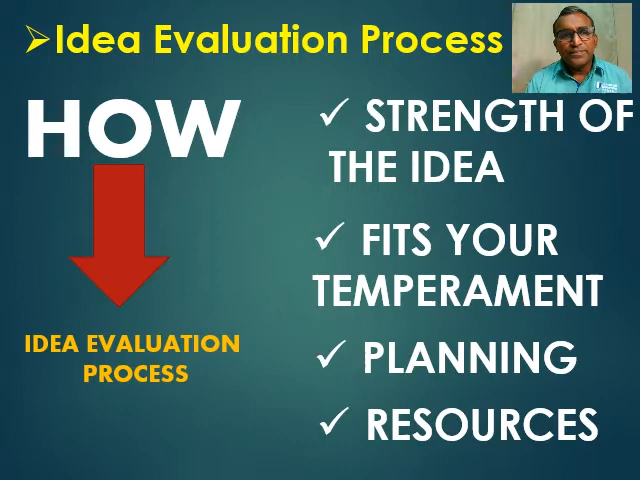 Idea Evaluation Process
HOW
IDEA EVALUATION
PROCESS
✓ STRENGTH OF
THE IDEA
✓ FITS YOUR
TEMPERAMENT
✓ PLANNING
✓ RESOURCES